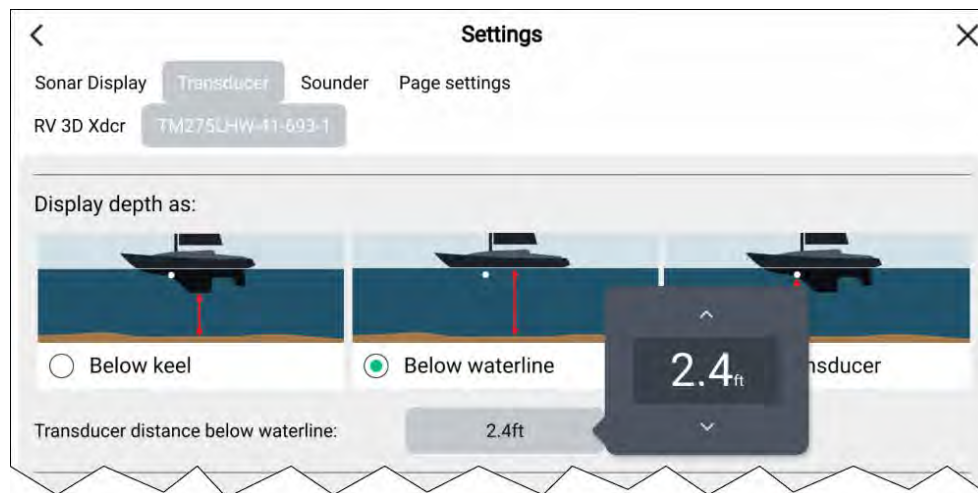 Settings
Sonar Display Transducer Sounder Page settings
RV 3D Xdcr TM275LHW-41-693-1
Display depth as:
Below keel Below waterline nsducer
2.4ft
Transducer distance below waterline: 2.4ft